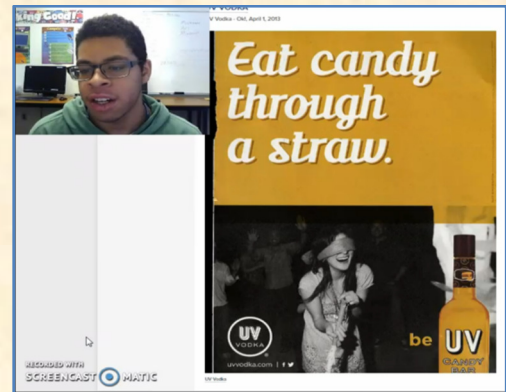 UV VODKA
UV Vodka - Okt, April 1, 2013
Eat candy
through
a straw.
UV
VODKA
uvvodka.com | f
be
UV
CANDY
BAR
UV Vodka
RECORDED WITH
SCREENCAST MATIC